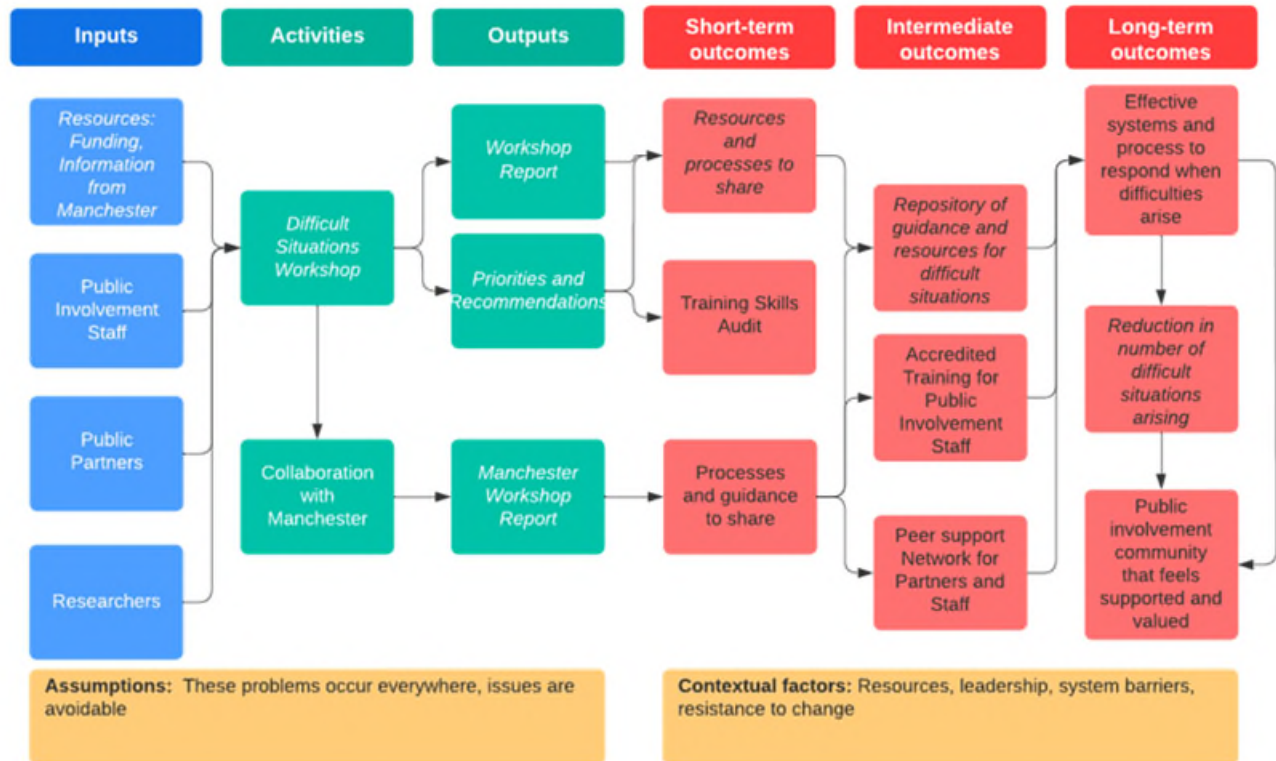 Inputs
Activities
Outputs
Short-term
outcomes
Intermediate
outcomes
Long-term
outcomes
Resources:
Funding,
Information
from
Manchester
Public
Involvement
Staff
Public
Partners
Researchers
Difficult
Situations
Workshop
Collaboration
with
Manchester
Workshop
Report
Priorities and
Recommendations
Manchester
Workshop
Report
Resources
and
processes to
share
Training Skills
Audit
Processes
and guidance
to share
Repository of
guidance and
resources for
difficult
situations
Accredited
Training for
Public
Involvement
Staff
Peer support
Network for
Partners and
Staff
Effective
systems and
process to
respond when
difficulties
arise
Reduction in
number of
difficult
situations
arising
Public
involvement
community
that feels
supported and
valued
Assumptions: These problems occur everywhere, issues are
avoidable
Contextual factors: Resources, leadership, system barriers,
resistance to change